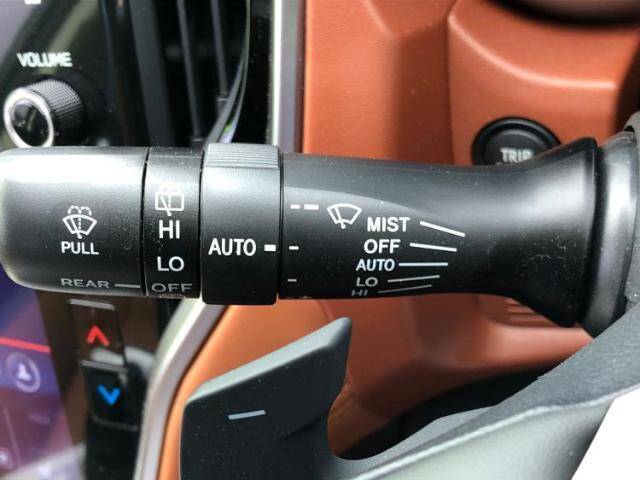 VOLUME
TRIP
PULL
REAR
HI
LO
OFF
AUTO
MIST
OFF
AUTO
LO
HI